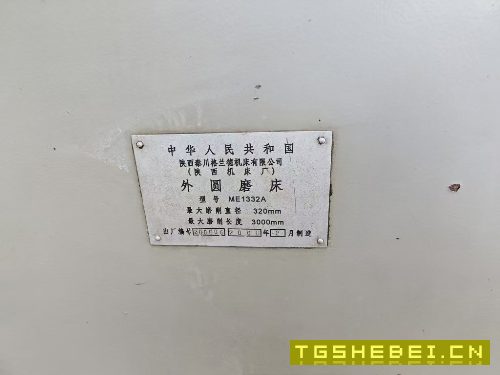 中华人民共和国
陕西秦川格兰德机床有限公司
(陕西机床厂)
外圆磨床
型号 ME1332A
最大磨削直径 320mm
最大磨削长度 3000mm
出厂编号 年 月制造
TGSHEBEI.CN